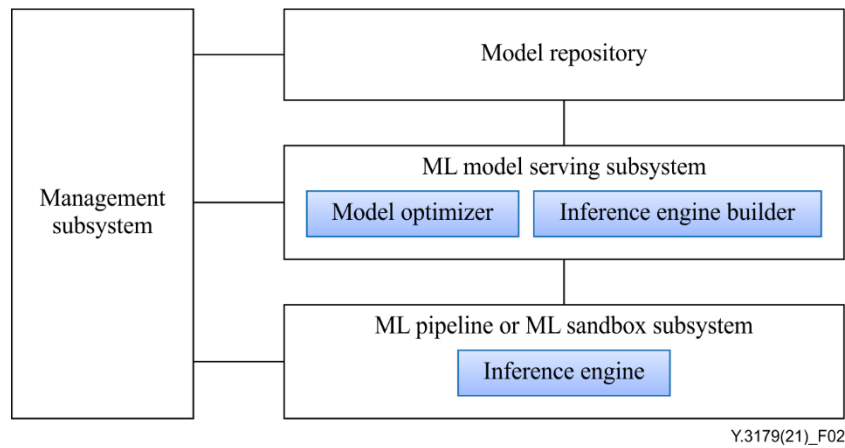 Model repository
Management
subsystem
ML model serving subsystem
Model optimizer
Inference engine builder
ML pipeline or ML sandbox subsystem
Inference engine
Y.3179(21)_F02